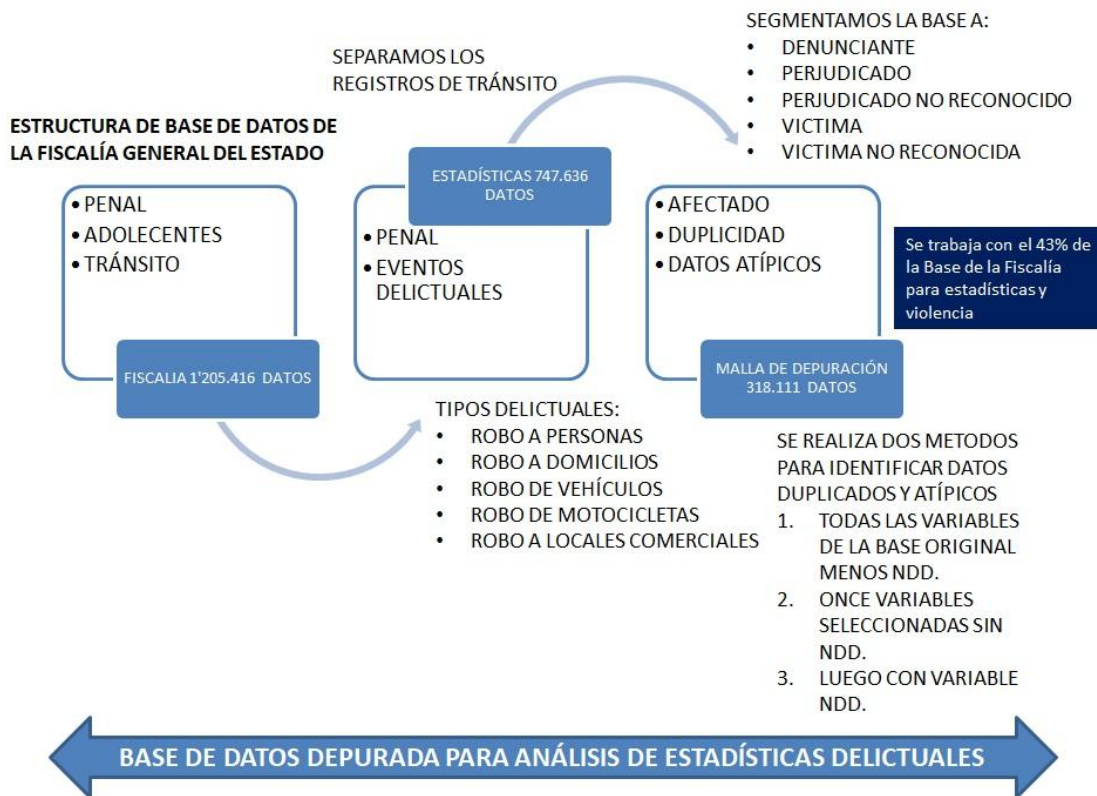 SEPARAMOS LOS
REGISTROS DE TRÁNSITO
SEGMENTAMOS LA BASE A:
• DENUNCIANTE
• PERJUDICADO
• PERJUDICADO NO RECONOCIDO
• VICTIMA
• VICTIMA NO RECONOCIDA
ESTRUCTURA DE BASE DE DATOS DE
LA FISCALÍA GENERAL DEL ESTADO
• PENAL
• ADOLECENTES
• TRÁNSITO
FISCALIA 1'205.416 DATOS
ESTADÍSTICAS 747.636
DATOS
• PENAL
• EVENTOS
DELICTUALES
• AFECTADO
• DUPLICIDAD
• DATOS ATÍPICOS
MALLA DE DEPURACIÓN
318.111 DATOS
Se trabaja con el 43% de
la Base de la Fiscalía
para estadísticas y
violencia
TIPOS DELICTUALES:
• ROBO A PERSONAS
• ROBO A DOMICILIOS
• ROBO DE VEHÍCULOS
• ROBO DE MOTOCICLETAS
• ROBO A LOCALES COMERCIALES
SE REALIZA DOS METODOS
PARA IDENTIFICAR DATOS
DUPLICADOS Y ATÍPICOS
1. TODAS LAS VARIABLES
DE LA BASE ORIGINAL
MENOS NDD.
2. ONCE VARIABLES
SELECCIONADAS SIN
NDD.
3. LUEGO CON VARIABLE
NDD.
BASE DE DATOS DEPURADA PARA ANÁLISIS DE ESTADÍSTICAS DELICTUALES